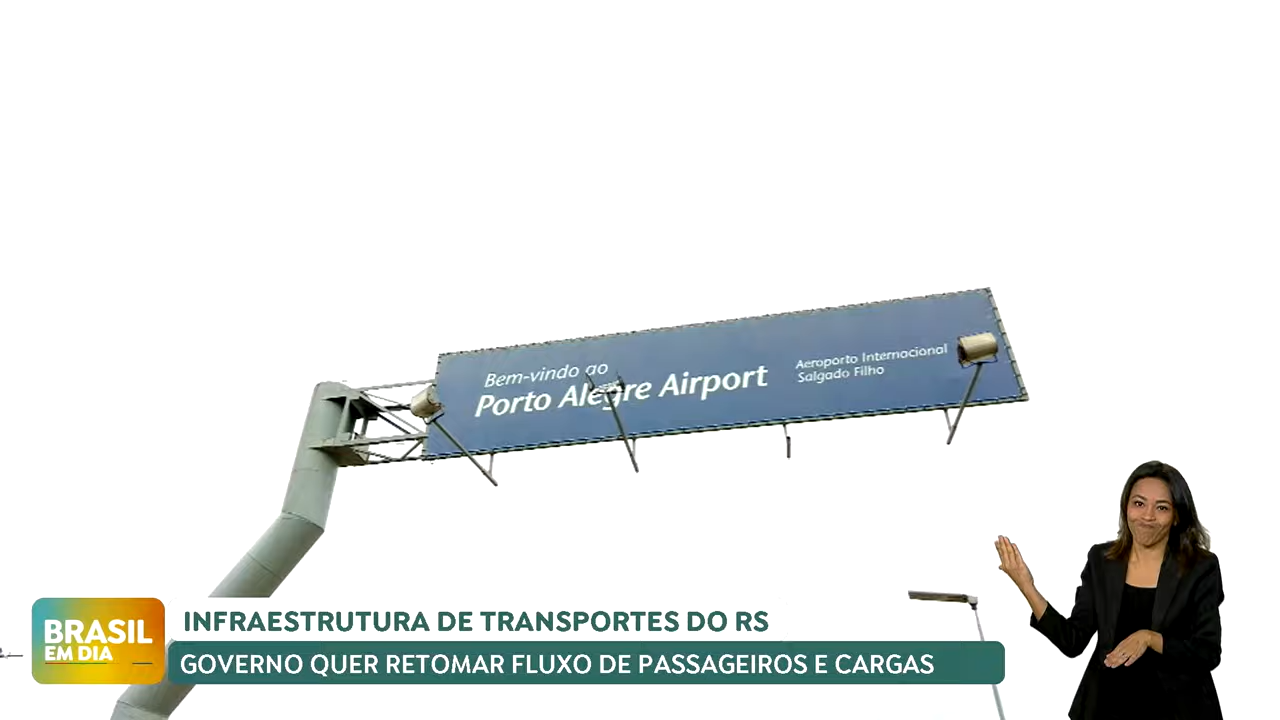 Bem-vindo ao
Porto Alegre Airport
Aeroporto Internacional
Salgado Filho
BRASIL
EM DIA
INFRAESTRUTURA DE TRANSPORTES DO RS
GOVERNO QUER RETOMAR FLUXO DE PASSAGEIROS E CARGAS